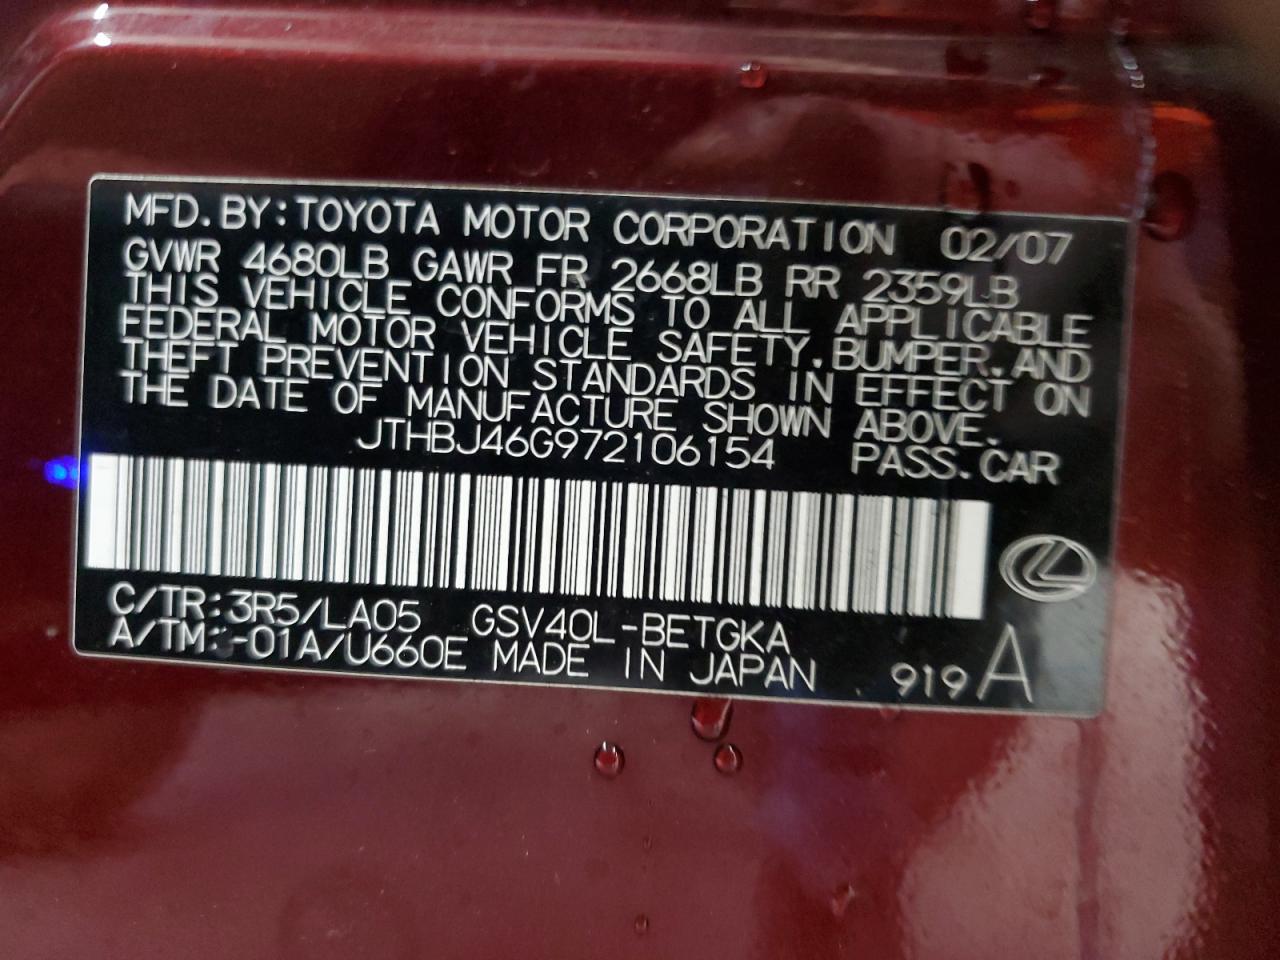 MFD.BY:TOYOTA MOTOR CORPORATION 02/07
GVWR 4680LB GAWR FR 2668LB RR 2359LB
THIS VEHICLE CONFORMS TO ALL APPLICABLE
FEDERAL MOTOR VEHICLE SAFETY,BUMPER,AND
THEFT PREVENTION STANDARDS IN EFFECT ON
THE DATE OF MANUFACTURE SHOWN ABOVE.
JTHBJ46G972106154 PASS.CAR
C/TR:3R5/LA05 GSV40L-BETGKA
A/TM:-01A/U660E MADE IN JAPAN 919 A